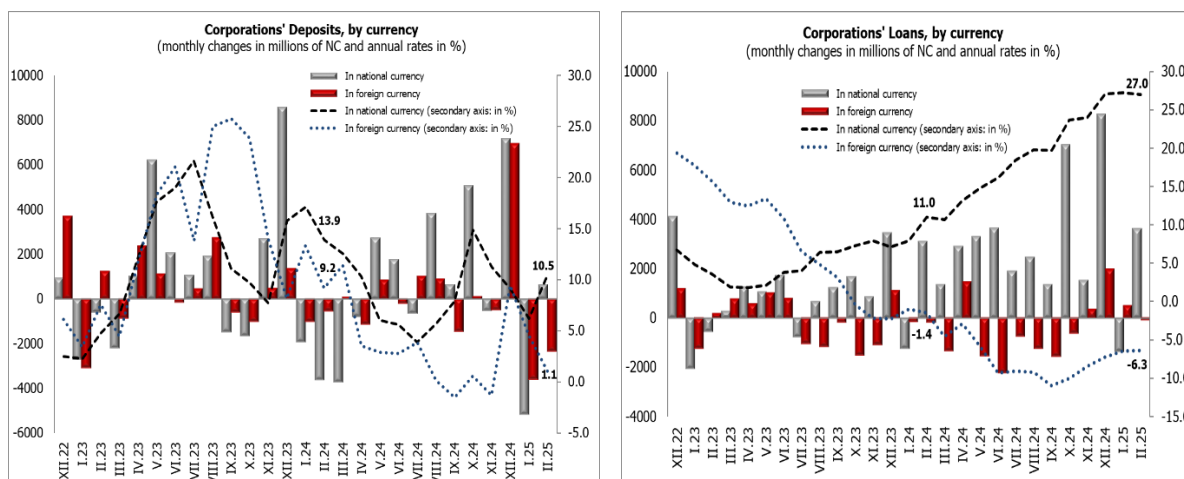 Corporations' Deposits, by currency
(monthly changes in millions of NC and annual rates in %)
10000
8000
6000
4000
2000
0
-2000
-4000
-6000
30.0
25.0
20.0
15.0
10.0
5.0
0.0
-5.0
In national currency
In foreign currency
In national currency (secondary axis: in %)
In foreign currency (secondary axis: in %)
13.9
9.2
10.5
1.1
XII.22
I.23
II.23
III.23
IV.23
V.23
VI.23
VII.23
VIII.23
IX.23
X.23
XI.23
XII.23
I.24
II.24
III.24
IV.24
V.24
VI.24
VII.24
VIII.24
IX.24
X.24
XI.24
XII.24
I.25
II.25
Corporations' Loans, by currency
(monthly changes in millions of NC and annual rates in %)
10000
8000
6000
4000
2000
0
-2000
-4000
30.0
25.0
20.0
15.0
10.0
5.0
0.0
-5.0
-10.0
-15.0
In national currency
In foreign currency
In national currency (secondary axis: in %)
In foreign currency (secondary axis: in %)
27.0
11.0
-1.4
-6.3
XII.22
I.23
II.23
III.23
IV.23
V.23
VI.23
VII.23
VIII.23
IX.23
X.23
XI.23
XII.23
I.24
II.24
III.24
IV.24
V.24
VI.24
VII.24
VIII.24
IX.24
X.24
XI.24
XII.24
I.25
II.25